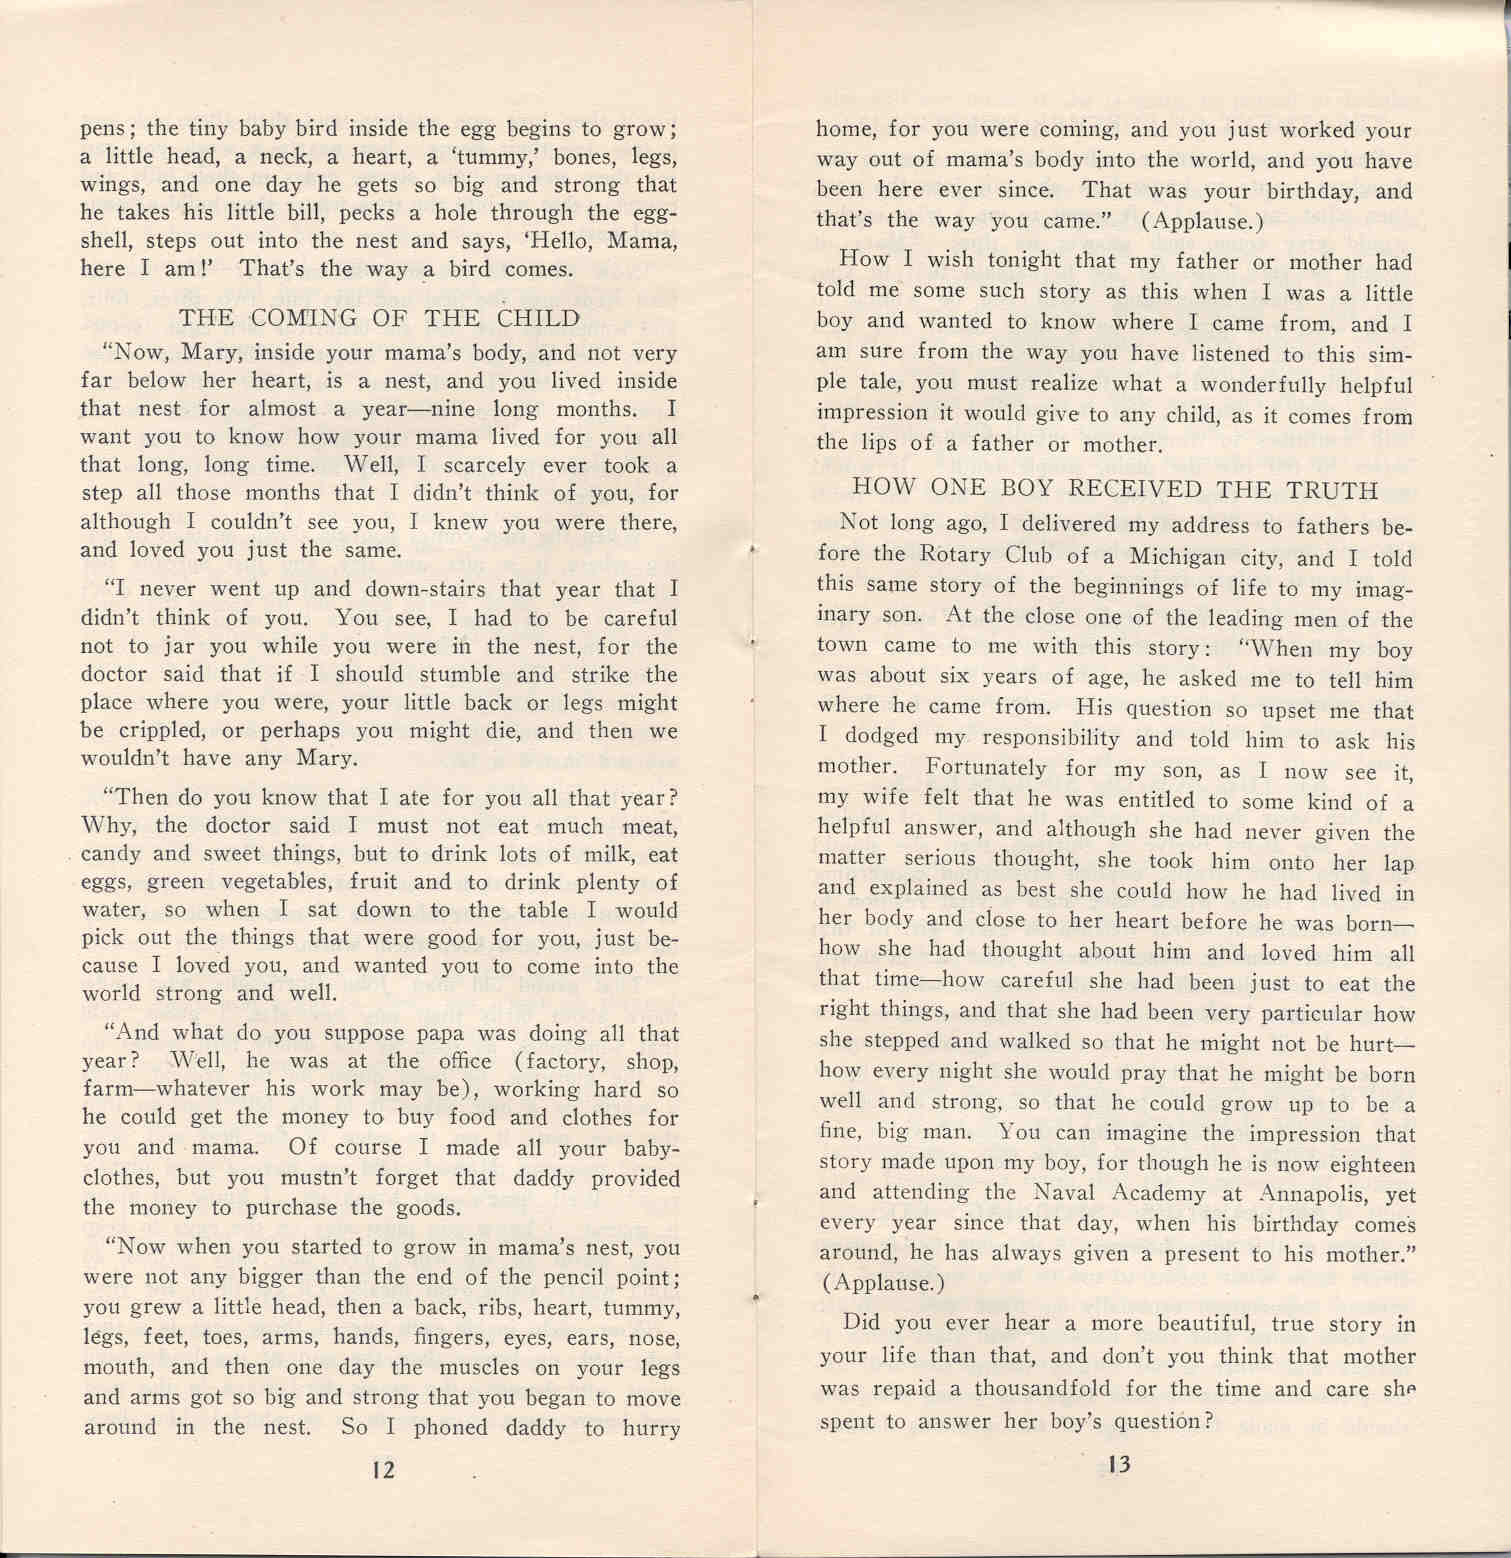 pens; the tiny baby bird inside the egg begins to grow;
a little head, a neck, a heart, a ‘tummy,’ bones, legs,
wings, and one day he gets so big and strong that
he takes his little bill, pecks a hole through the egg-
shell, steps out into the nest and says, ‘Hello, Mama,
here I am!’ That’s the way a bird comes.
THE COMING OF THE CHILD
“Now, Mary, inside your mama’s body, and not very
far below her heart, is a nest, and you lived inside
that nest for almost a year—nine long months. I
want you to know how your mama lived for you all
that long, long time. Well, I scarcely ever took a
step all those months that I didn’t think of you, for
although I couldn’t see you, I knew you were there,
and loved you just the same.
“I never went up and down-stairs that year that I
didn’t think of you. You see, I had to be careful
not to jar you while you were in the nest, for the
doctor said that if I should stumble and strike the
place where you were, your little back or legs might
be crippled, or perhaps you might die, and then we
wouldn’t have any Mary.
“Then do you know that I ate for you all that year?
Why, the doctor said I must not eat much meat,
candy and sweet things, but to drink lots of milk, eat
eggs, green vegetables, fruit and to drink plenty of
water, so when I sat down to the table I would
pick out the things that were good for you, just be-
cause I loved you, and wanted you to come into the
world strong and well.
“And what do you suppose papa was doing all that
year? Well, he was at the office (factory, shop,
farm—whatever his work may be), working hard so
he could get the money to buy food and clothes for
you and mama. Of course I made all your baby-
clothes, but you mustn’t forget that daddy provided
the money to purchase the goods.
“Now when you started to grow in mama’s nest, you
were not any bigger than the end of the pencil point;
you grew a little head, then a back, ribs, heart, tummy,
legs, feet, toes, arms, hands, fingers, eyes, ears, nose,
mouth, and then one day the muscles on your legs
and arms got so big and strong that you began to move
around in the nest. So I phoned daddy to hurry
12
home, for you were coming, and you just worked your
way out of mama’s body into the world, and you have
been here ever since. That was your birthday, and
that’s the way you came.” (Applause.)
How I wish tonight that my father or mother had
told me some such story as this when I was a little
boy and wanted to know where I came from, and I
am sure from the way you have listened to this sim-
ple tale, you must realize what a wonderfully helpful
impression it would give to any child, as it comes from
the lips of a father or mother.
HOW ONE BOY RECEIVED THE TRUTH
Not long ago, I delivered my address to fathers be-
fore the Rotary Club of a Michigan city, and I told
this same story of the beginnings of life to my imag-
inary son. At the close one of the leading men of the
town came to me with this story: “When my boy
was about six years of age, he asked me to tell him
where he came from. His question so upset me that
I dodged my responsibility and told him to ask his
mother. Fortunately for my son, as I now see it,
my wife felt that he was entitled to some kind of a
helpful answer, and although she had never given the
matter serious thought, she took him onto her lap
and explained as best she could how he had lived in
her body and close to her heart before he was born—
how she had thought about him and loved him all
that time—how careful she had been just to eat the
right things, and that she had been very particular how
she stepped and walked so that he might not be hurt—
how every night she would pray that he might be born
well and strong, so that he could grow up to be a
fine, big man. You can imagine the impression that
story made upon my boy, for though he is now eighteen
and attending the Naval Academy at Annapolis, yet
every year since that day, when his birthday comes
around, he has always given a present to his mother.”
(Applause.)
Did you ever hear a more beautiful, true story in
your life than that, and don’t you think that mother
was repaid a thousandfold for the time and care she
spent to answer her boy’s question?
13